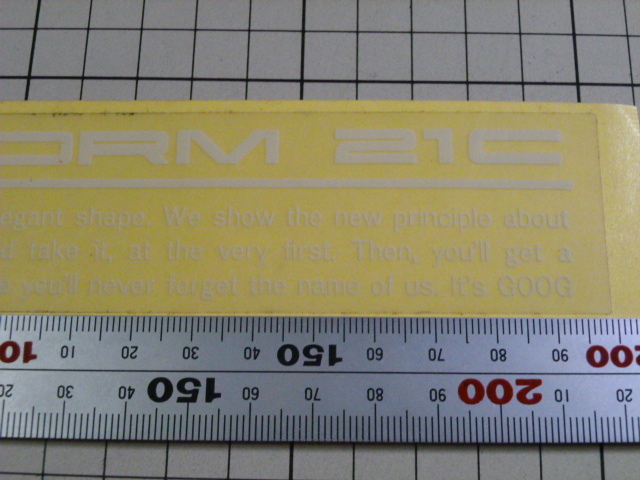 ORM 21C
egant shape. We show the new principle about
d take it, at the very first. Then, you'll get a
you'll never forget the name of us. It's GOOG
100 10 20 30 40 150 60 70 80 90 200
20 30 40 150 60 70 80 90 200 10 20